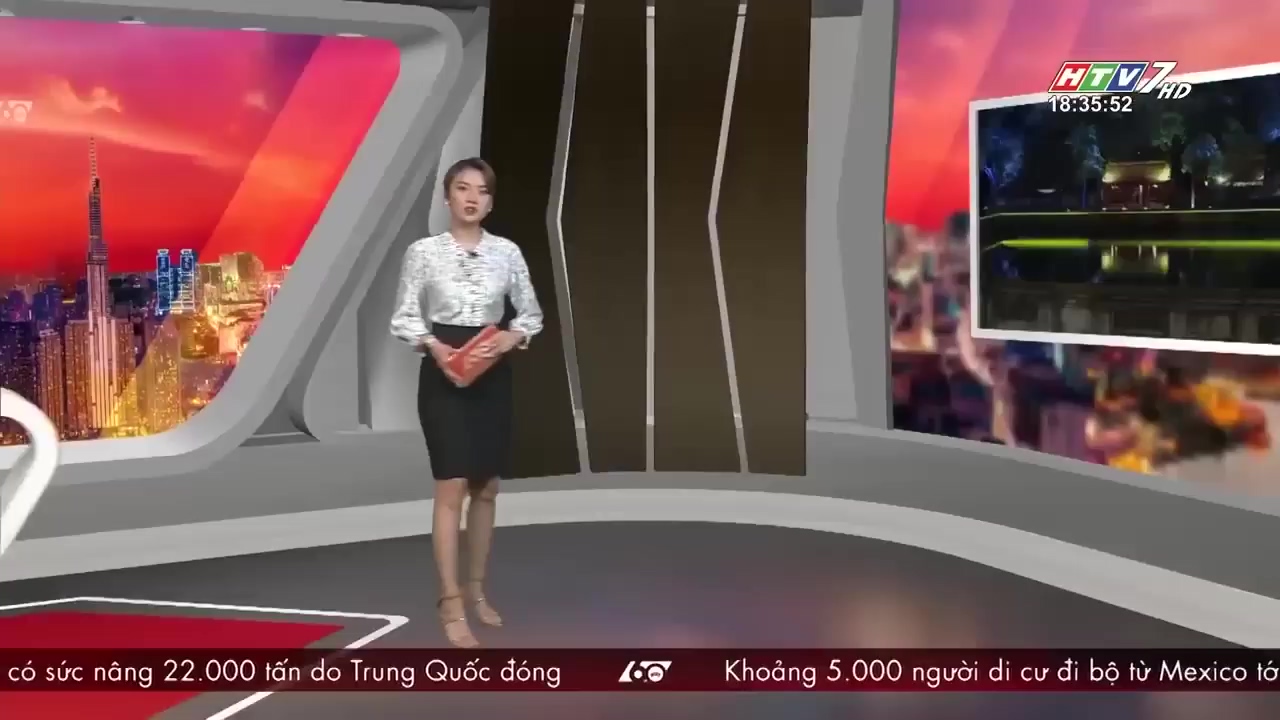 HTV7
HD
18:35:52
có sức nâng 22.000 tấn do Trung Quốc đóng
60
Khoảng 5.000 người di cư đi bộ từ Mexico tớ